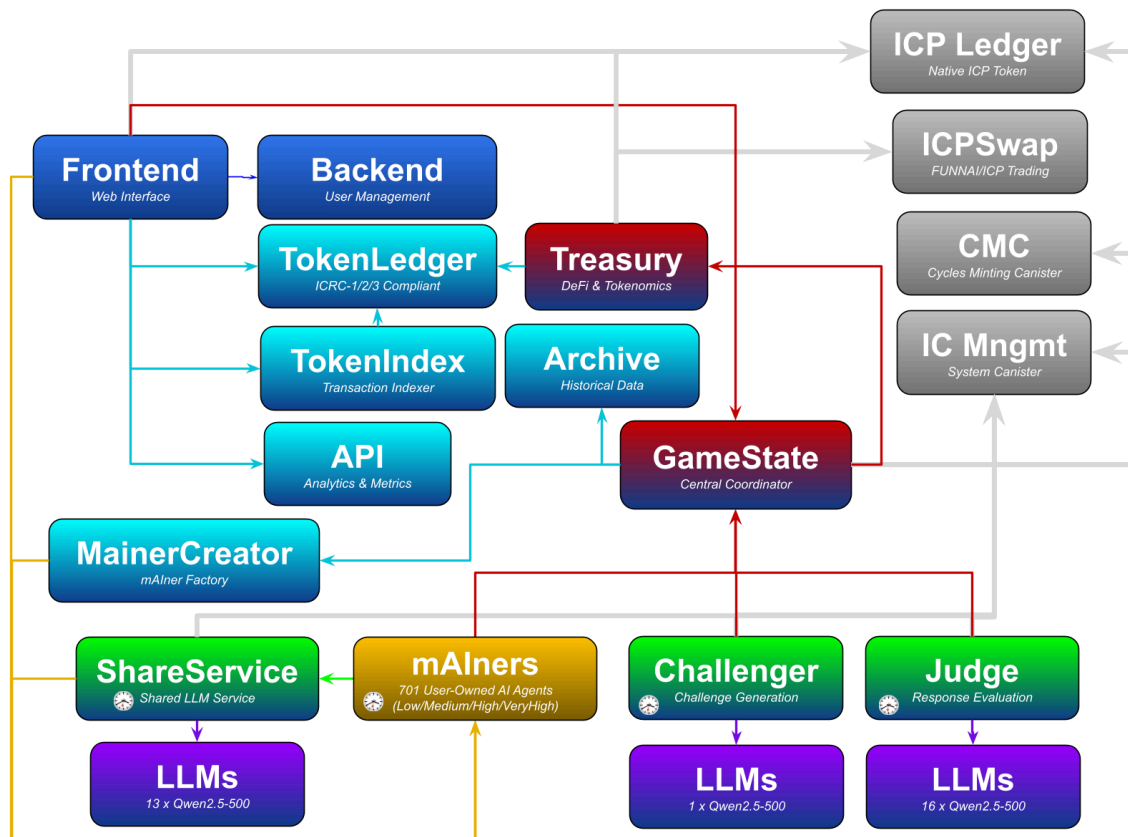 ICP Ledger
Native ICP Token
ICPSwap
FUNNAI/ICP Trading
Frontend
Web Interface
Backend
User Management
CMC
Cycles Minting Canister
TokenLedger
ICRC-1/2/3 Compliant
Treasury
DeFi & Tokenomics
IC Mngmt
System Canister
TokenIndex
Transaction Indexer
Archive
Historical Data
API
Analytics & Metrics
GameState
Central Coordinator
MainerCreator
mAIner Factory
ShareService
Shared LLM Service
mAIners
701 User-Owned AI Agents
(Low/Medium/High/VeryHigh)
Challenger
Challenge Generation
Judge
Response Evaluation
LLMs
13 x Qwen2.5-500
LLMs
1 x Qwen2.5-500
LLMs
16 x Qwen2.5-500